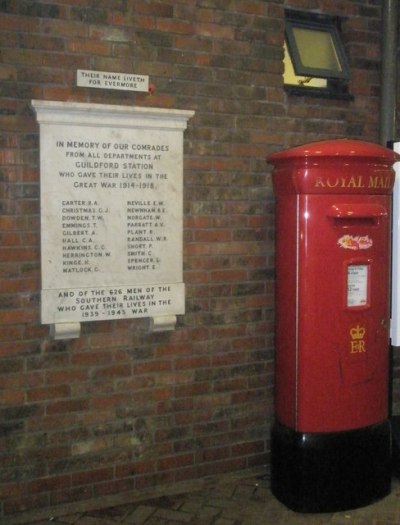 THEIR NAME LIVETH
FOR EVERMORE
IN MEMORY OF OUR COMRADES
FROM ALL DEPARTMENTS AT
GUILDFORD STATION
WHO GAVE THEIR LIVES IN THE
GREAT WAR 1914-1918.
CARTER. R.A.
CHRISTMAS. G.J.
DOWDEN. T.W.
EMMINGS. T.
GILBERT. A.
HALL. C.A.
HAWKINS. C.C.
HERRINGTON. W.
KINGE. H.
MATLOCK. G.
NEVILLE. E.W.
NEWNHAM. R.E.
NORGATE. W.
PARRATT. A.V.
PLANT. R.
RANDALL. W.R.
SHORT. F.
SMITH. C.
SPENCER. G.
WRIGHT. E.
AND OF THE 626 MEN OF THE
SOUTHERN RAILWAY
WHO GAVE THEIR LIVES IN THE
1939 - 1945 WAR
ROYAL MAIL
E R